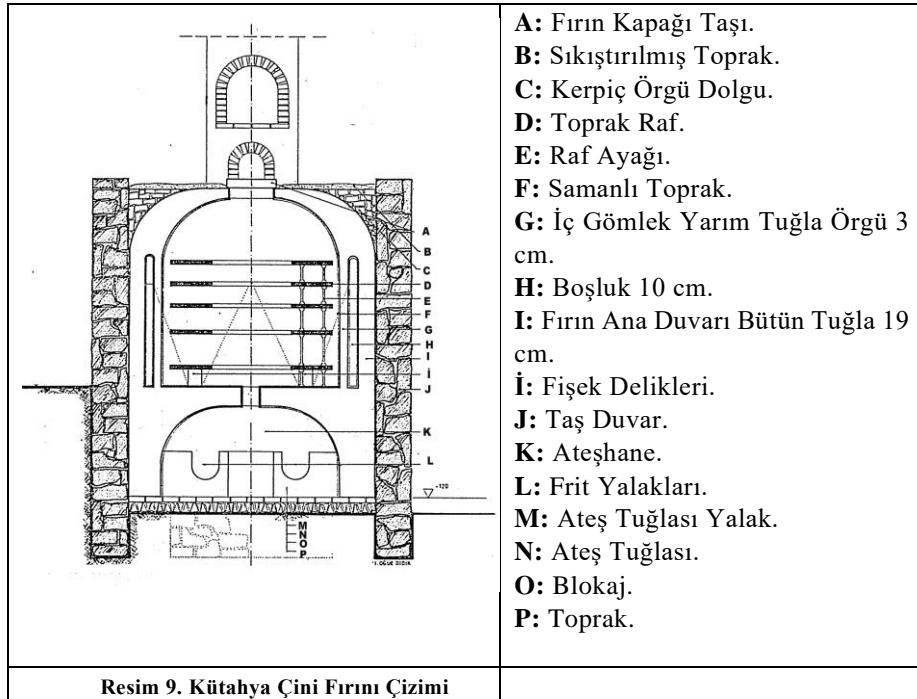 A
B
C
D
E
F
G
H
I
İ
J
K
L
-120
M
N
O
P
A: Fırın Kapağı Taşı.
B: Sıkıştırılmış Toprak.
C: Kerpiç Örgü Dolgu.
D: Toprak Raf.
E: Raf Ayağı.
F: Samanlı Toprak.
G: İç Gömlek Yarım Tuğla Örgü 3
cm.
H: Boşluk 10 cm.
I: Fırın Ana Duvarı Bütün Tuğla 19
cm.
İ: Fişek Delikleri.
J: Taş Duvar.
K: Ateşhane.
L: Frit Yalakları.
M: Ateş Tuğlası Yalak.
N: Ateş Tuğlası.
O: Blokaj.
P: Toprak.
Resim 9. Kütahya Çini Fırını Çizimi